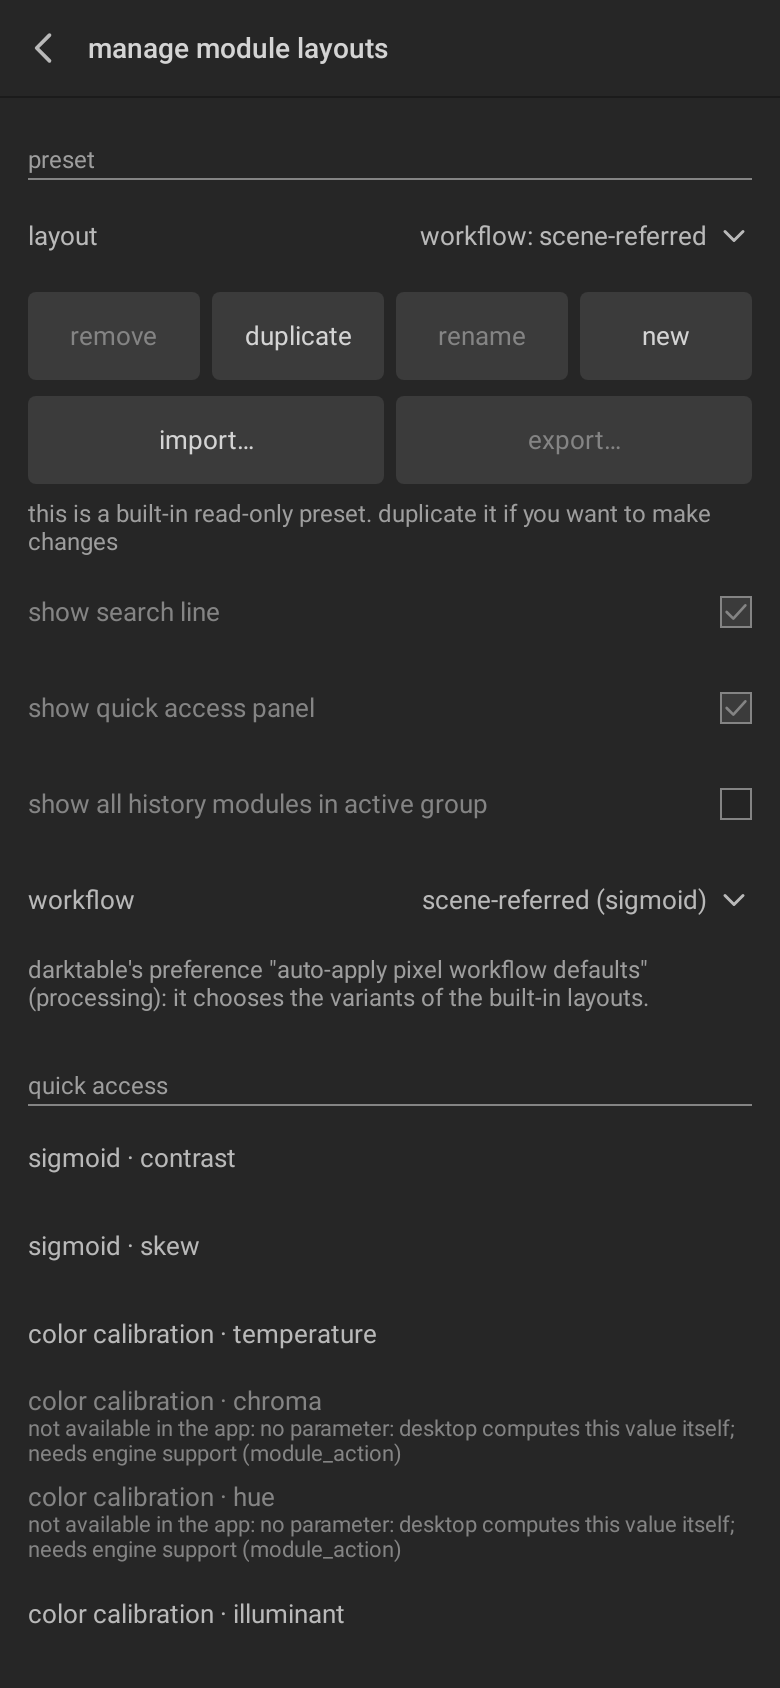 manage module layouts
preset
layout
workflow: scene-referred
remove
duplicate
rename
new
import...
export...
this is a built-in read-only preset. duplicate it if you want to make
changes
show search line
show quick access panel
show all history modules in active group
workflow
scene-referred (sigmoid)
darktable's preference "auto-apply pixel workflow defaults"
(processing): it chooses the variants of the built-in layouts.
quick access
sigmoid · contrast
sigmoid · skew
color calibration · temperature
color calibration · chroma
not available in the app: no parameter: desktop computes this value itself;
needs engine support (module_action)
color calibration · hue
not available in the app: no parameter: desktop computes this value itself;
needs engine support (module_action)
color calibration · illuminant